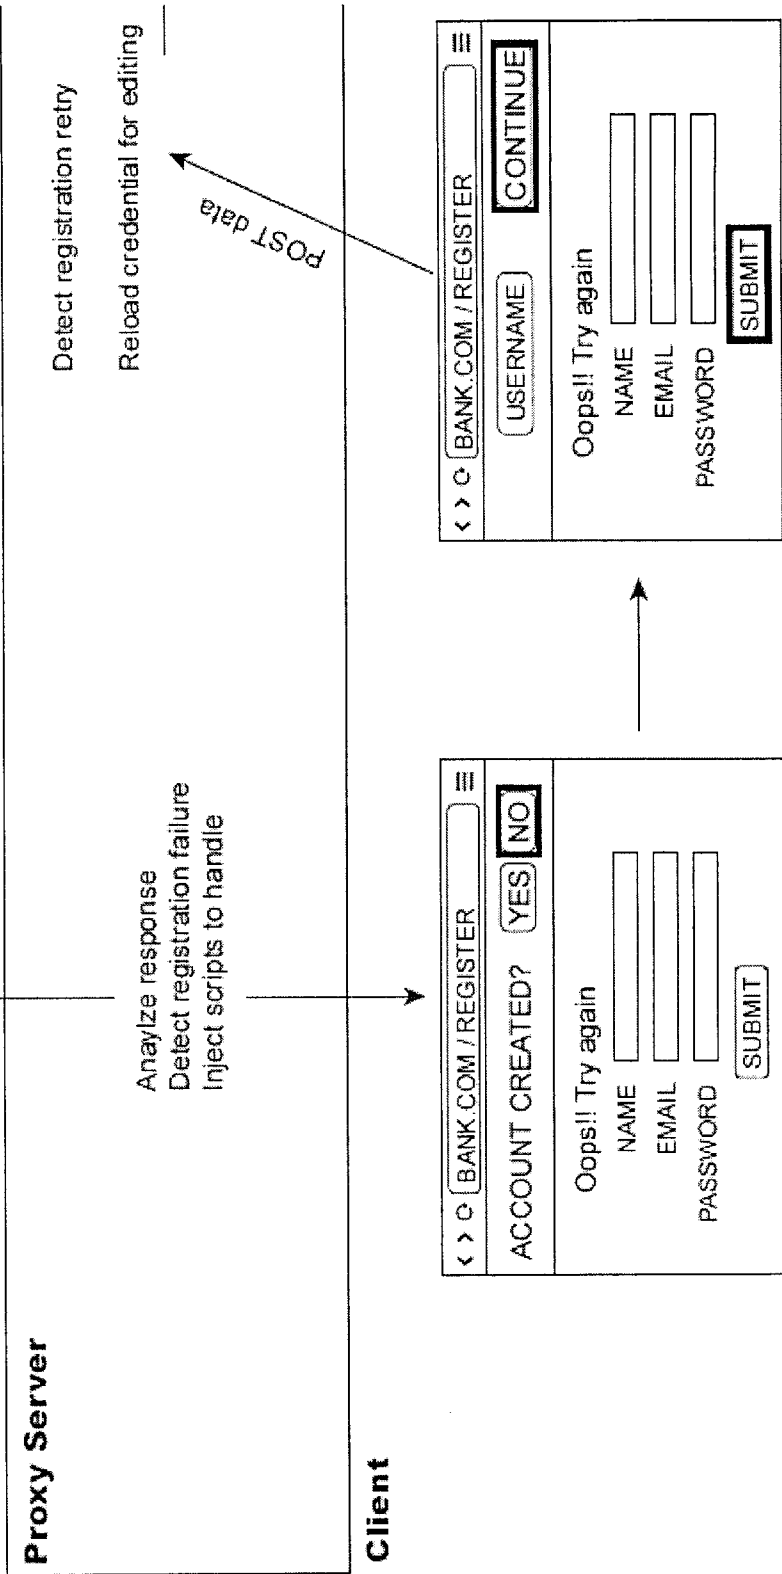 Proxy Server
Anaylze response
Detect registration failure
Inject scripts to handle
Detect registration retry
Reload credential for editing
POST data
Client
BANK.COM / REGISTER
ACCOUNT CREATED? YES NO
Oops!! Try again
NAME
EMAIL
PASSWORD
SUBMIT
BANK.COM / REGISTER
USERNAME CONTINUE
Oops!! Try again
NAME
EMAIL
PASSWORD
SUBMIT